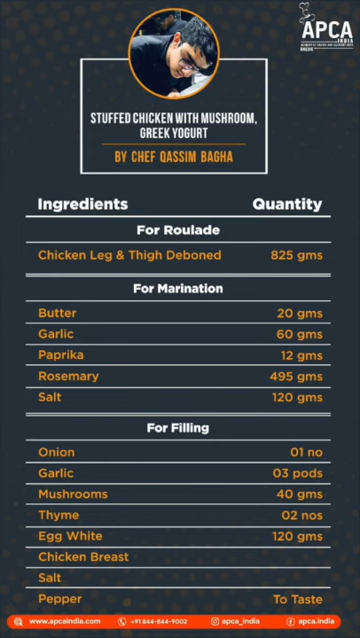 APCA
INDIA
STUFFED CHICKEN WITH MUSHROOM,
GREEK YOGURT
BY CHEF QASSIM BAGHA
Ingredients Quantity
For Roulade
Chicken Leg & Thigh Deboned 825 gms
For Marination
Butter 20 gms
Garlic 60 gms
Paprika 12 gms
Rosemary 495 gms
Salt 120 gms
For Filling
Onion 01 no
Garlic 03 pods
Mushrooms 40 gms
Thyme 02 nos
Egg White 120 gms
Chicken Breast
Salt
Pepper To Taste
www.apcaindia.com +91 844-844-9002 apca_india apca.india